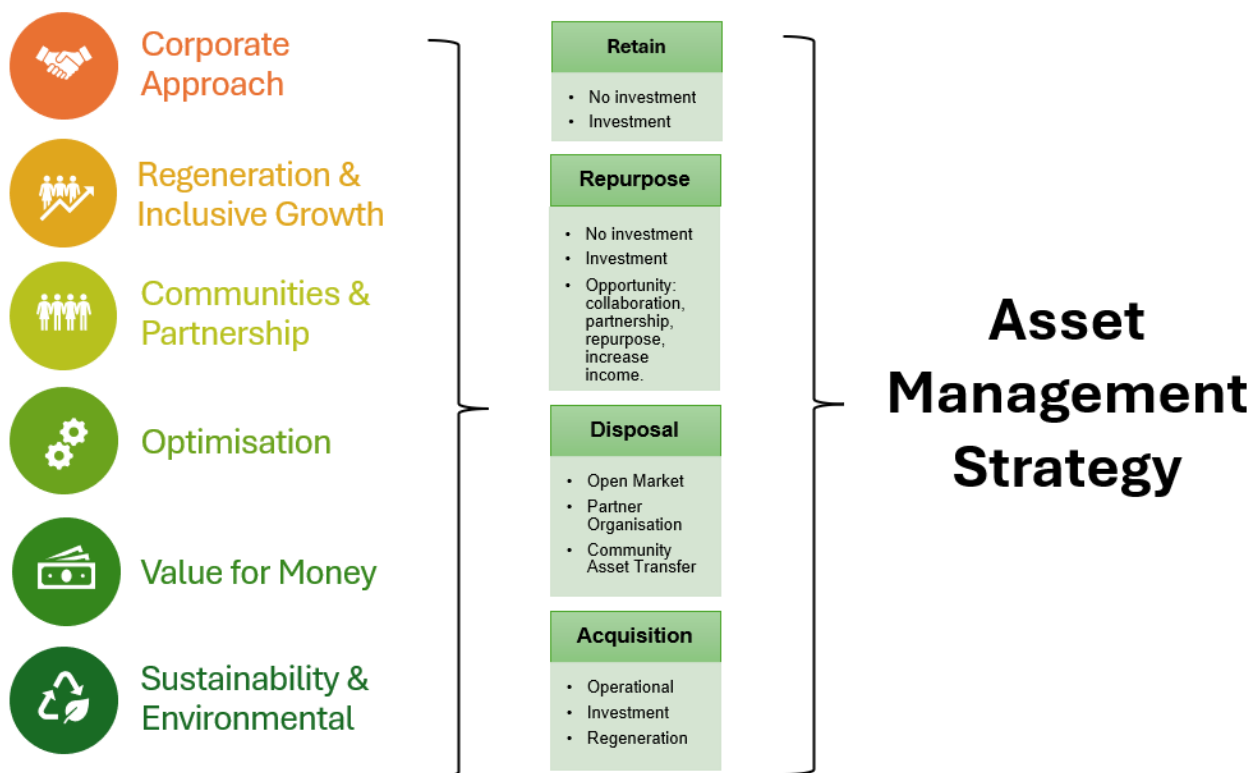 Corporate
Approach
Regeneration &
Inclusive Growth
Communities &
Partnership
Optimisation
Value for Money
Sustainability &
Environmental
Retain
• No investment
• Investment
Repurpose
• No investment
• Investment
• Opportunity:
collaboration,
partnership,
repurpose,
increase
income.
Disposal
• Open Market
• Partner
Organisation
• Community
Asset Transfer
Acquisition
• Operational
• Investment
• Regeneration
Asset
Management
Strategy